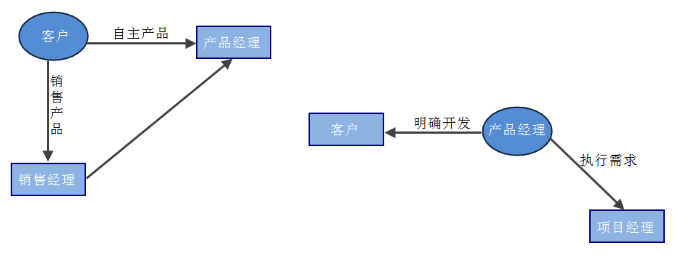 客户
自主产品
产品经理
销售产品
销售经理
客户
明确开发
产品经理
执行需求
项目经理